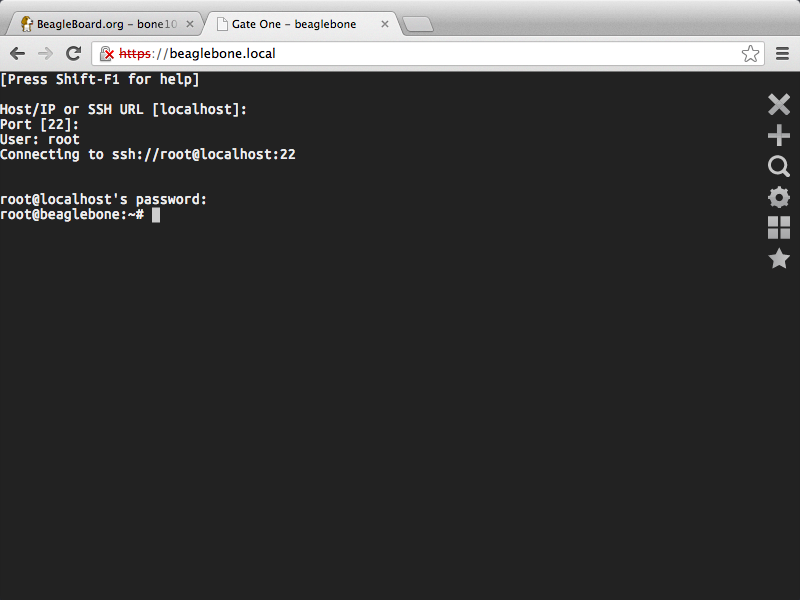 BeagleBoard.org - bone10
Gate One - beaglebone
https://beaglebone.local
[Press Shift-F1 for help]
Host/IP or SSH URL [localhost]:
Port [22]:
User: root
Connecting to ssh://root@localhost:22
root@localhost's password:
root@beaglebone:~#